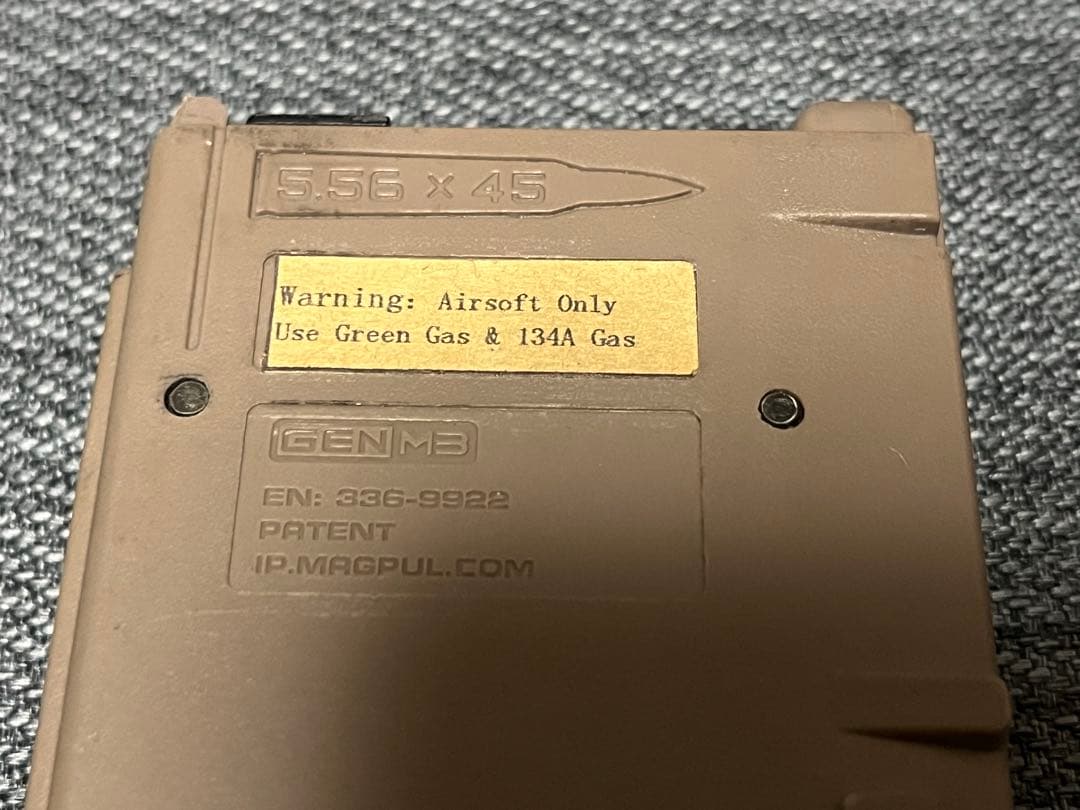 5.56 x 45
Warning: Airsoft Only
Use Green Gas & 134A Gas
GEN M3
EN: 336-9922
PATENT
IP.MAGPUL.COM